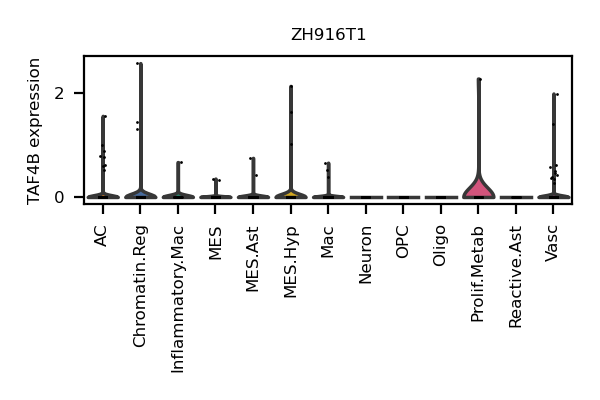 ZH916T1
TAF4B expression
2
0
AC
Chromatin.Reg
Inflammatory.Mac
MES
MES.Ast
MES.Hyp
Mac
Neuron
OPC
Oligo
Prolif.Metab
Reactive.Ast
Vasc